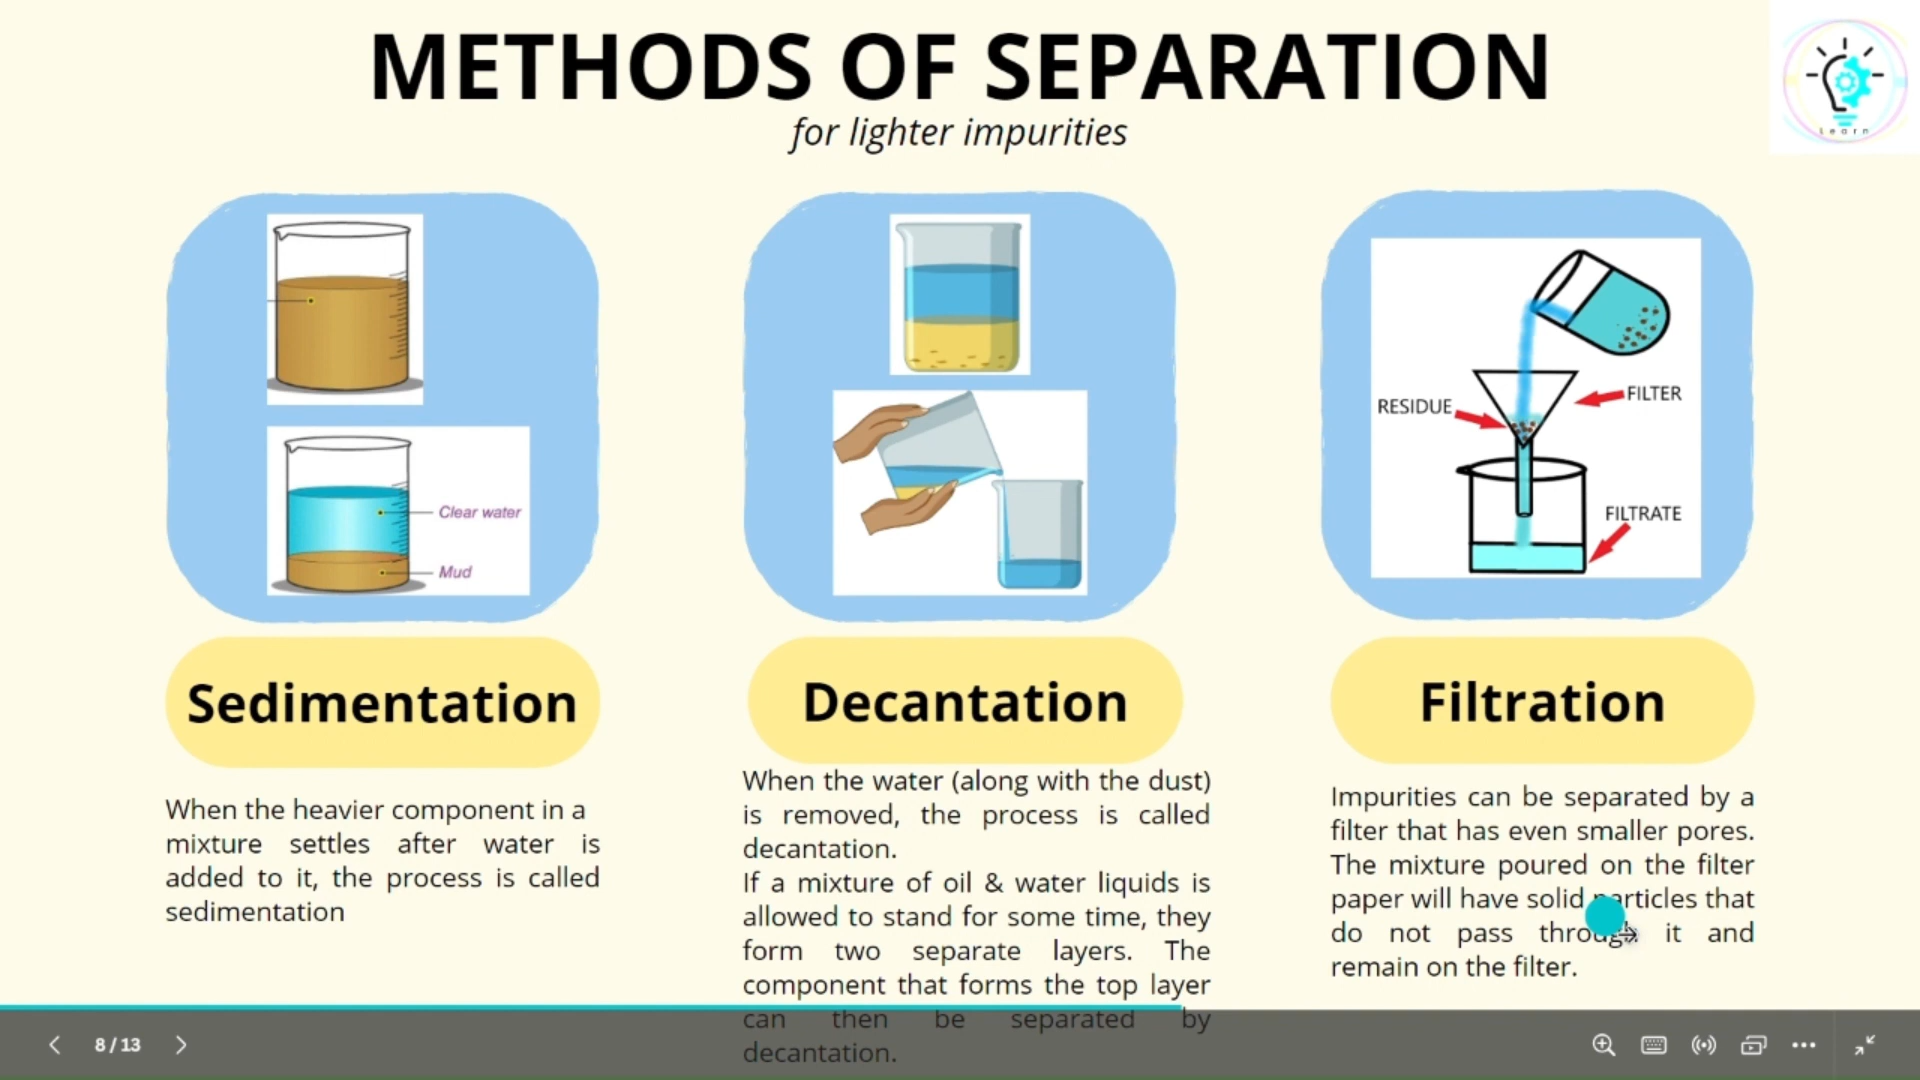 METHODS OF SEPARATION
for lighter impurities
Learn
Clear water
Mud
RESIDUE
FILTER
FILTRATE
Sedimentation
When the heavier component in a
mixture settles after water is
added to it, the process is called
sedimentation
Decantation
When the water (along with the dust)
is removed, the process is called
decantation.
If a mixture of oil & water liquids is
allowed to stand for some time, they
form two separate layers. The
component that forms the top layer
can then be separated by
decantation.
Filtration
Impurities can be separated by a
filter that has even smaller pores.
The mixture poured on the filter
paper will have solid particles that
do not pass through it and
remain on the filter.
8 / 13